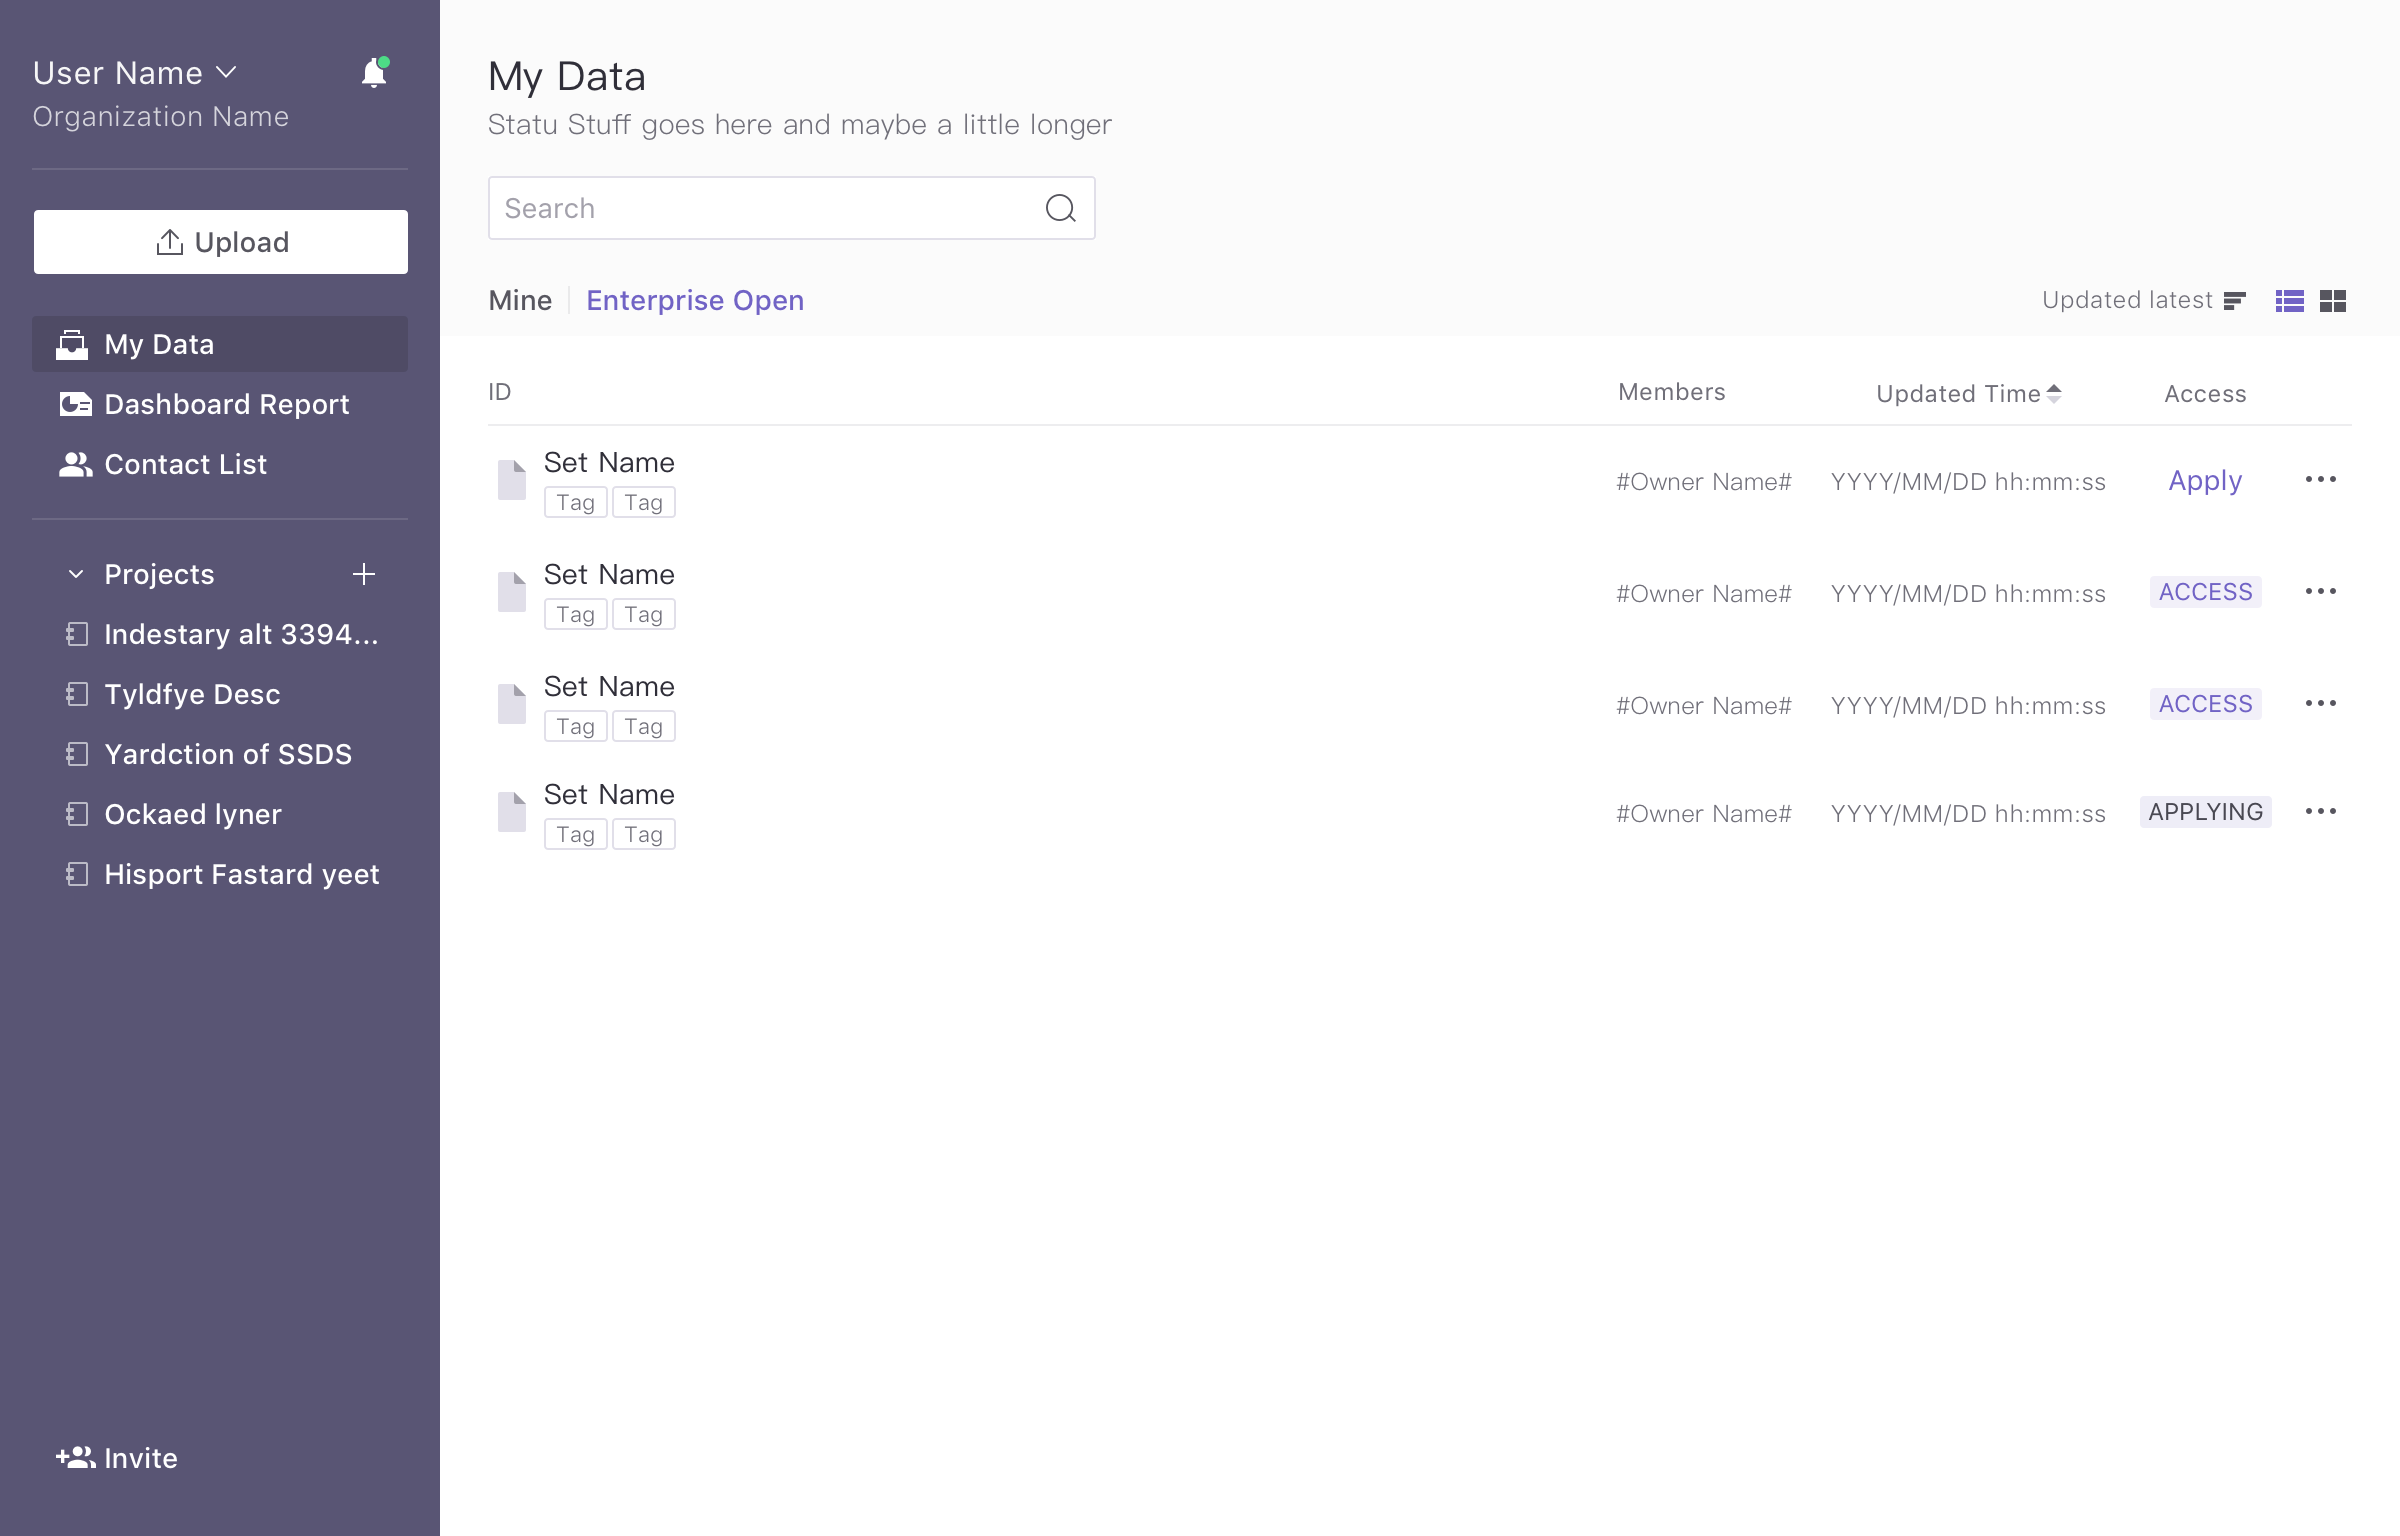 User Name
Organization Name
Upload
My Data
Dashboard Report
Contact List
Projects
Indestary alt 3394...
Tyldfye Desc
Yardction of SSDS
Ockaed lyner
Hisport Fastard yeet
Invite
My Data
Statu Stuff goes here and maybe a little longer
Search
Mine Enterprise Open
Updated latest
ID Members Updated Time Access
Set Name
Tag Tag
#Owner Name# YYYY/MM/DD hh:mm:ss Apply
Set Name
Tag Tag
#Owner Name# YYYY/MM/DD hh:mm:ss ACCESS
Set Name
Tag Tag
#Owner Name# YYYY/MM/DD hh:mm:ss ACCESS
Set Name
Tag Tag
#Owner Name# YYYY/MM/DD hh:mm:ss APPLYING